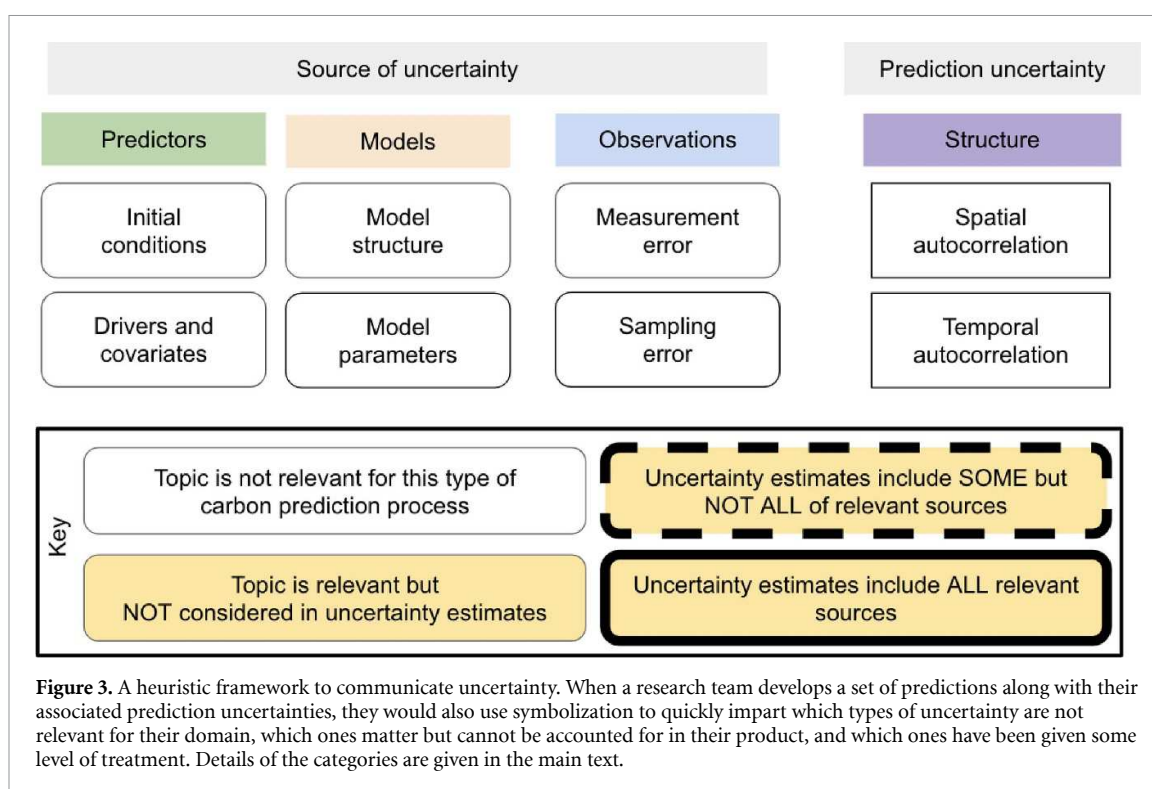 Source of uncertainty
Prediction uncertainty
Predictors
Models
Observations
Structure
Initial
conditions
Model
structure
Measurement
error
Spatial
autocorrelation
Drivers and
covariates
Model
parameters
Sampling
error
Temporal
autocorrelation
Key
Topic is not relevant for this type of
carbon prediction process
Uncertainty estimates include SOME but
NOT ALL of relevant sources
Topic is relevant but
NOT considered in uncertainty estimates
Uncertainty estimates include ALL relevant
sources
Figure 3. A heuristic framework to communicate uncertainty. When a research team develops a set of predictions along with their
associated prediction uncertainties, they would also use symbolization to quickly impart which types of uncertainty are not
relevant for their domain, which ones matter but cannot be accounted for in their product, and which ones have been given some
level of treatment. Details of the categories are given in the main text.